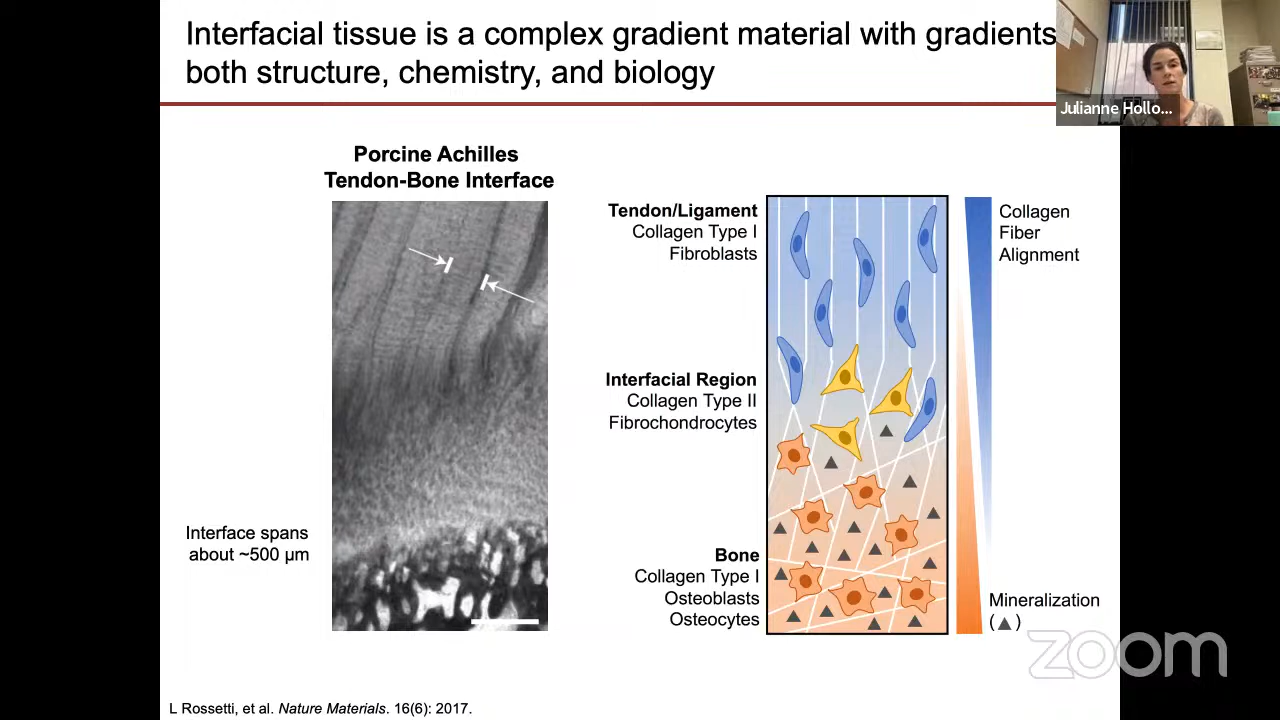 Interfacial tissue is a complex gradient material with gradients
both structure, chemistry, and biology
Julianne Hollo...
Porcine Achilles
Tendon-Bone Interface
Interface spans
about ~500 µm
Tendon/Ligament
Collagen Type I
Fibroblasts
Interfacial Region
Collagen Type II
Fibrochondrocytes
Bone
Collagen Type I
Osteoblasts
Osteocytes
Collagen
Fiber
Alignment
Mineralization
(▲)
zoom
L Rossetti, et al. Nature Materials. 16(6): 2017.